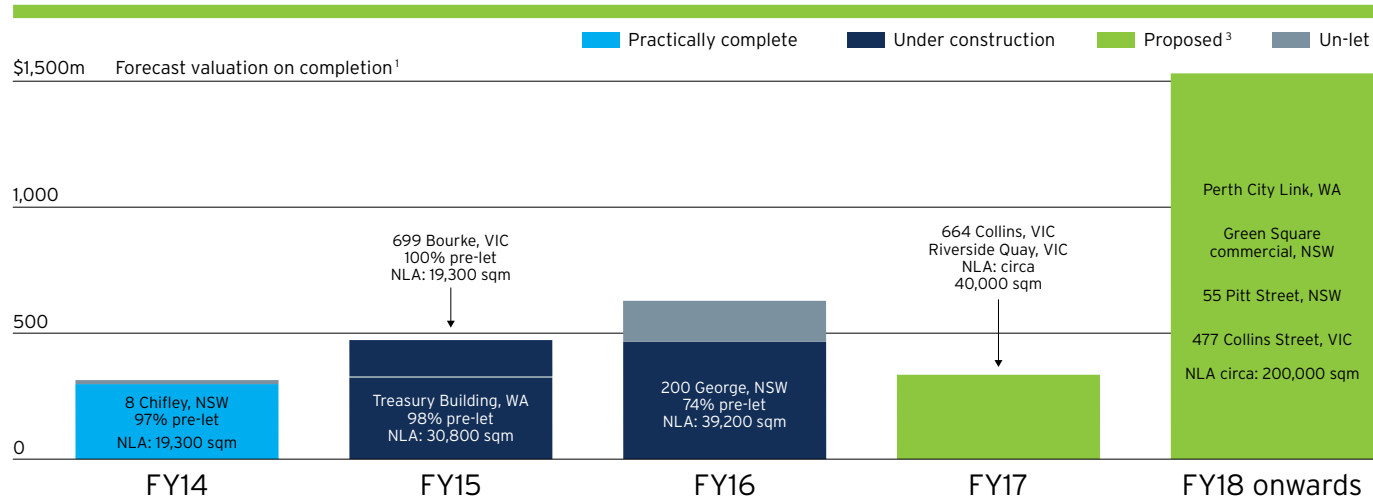 Practically complete
Under construction
Proposed³
Un-let
$1,500m Forecast valuation on completion¹
1,000
500
0
8 Chifley, NSW
97% pre-let
NLA: 19,300 sqm
699 Bourke, VIC
100% pre-let
NLA: 19,300 sqm
Treasury Building, WA
98% pre-let
NLA: 30,800 sqm
200 George, NSW
74% pre-let
NLA: 39,200 sqm
664 Collins, VIC
Riverside Quay, VIC
NLA: circa
40,000 sqm
Perth City Link, WA
Green Square
commercial, NSW
55 Pitt Street, NSW
477 Collins Street, VIC
NLA circa: 200,000 sqm
FY14
FY15
FY16
FY17
FY18 onwards